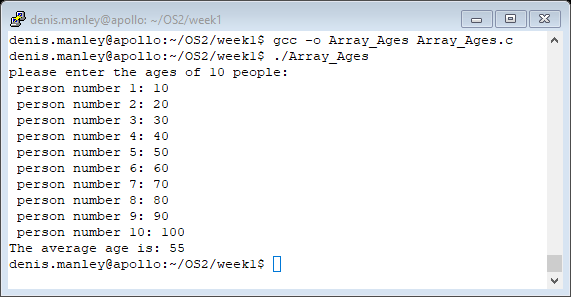 denis.manley@apollo: ~/OS2/week1
denis.manley@apollo:~/OS2/week1$ gcc -o Array_Ages Array_Ages.c
denis.manley@apollo:~/OS2/week1$ ./Array_Ages
please enter the ages of 10 people:
 person number 1: 10
 person number 2: 20
 person number 3: 30
 person number 4: 40
 person number 5: 50
 person number 6: 60
 person number 7: 70
 person number 8: 80
 person number 9: 90
 person number 10: 100
The average age is: 55
denis.manley@apollo:~/OS2/week1$